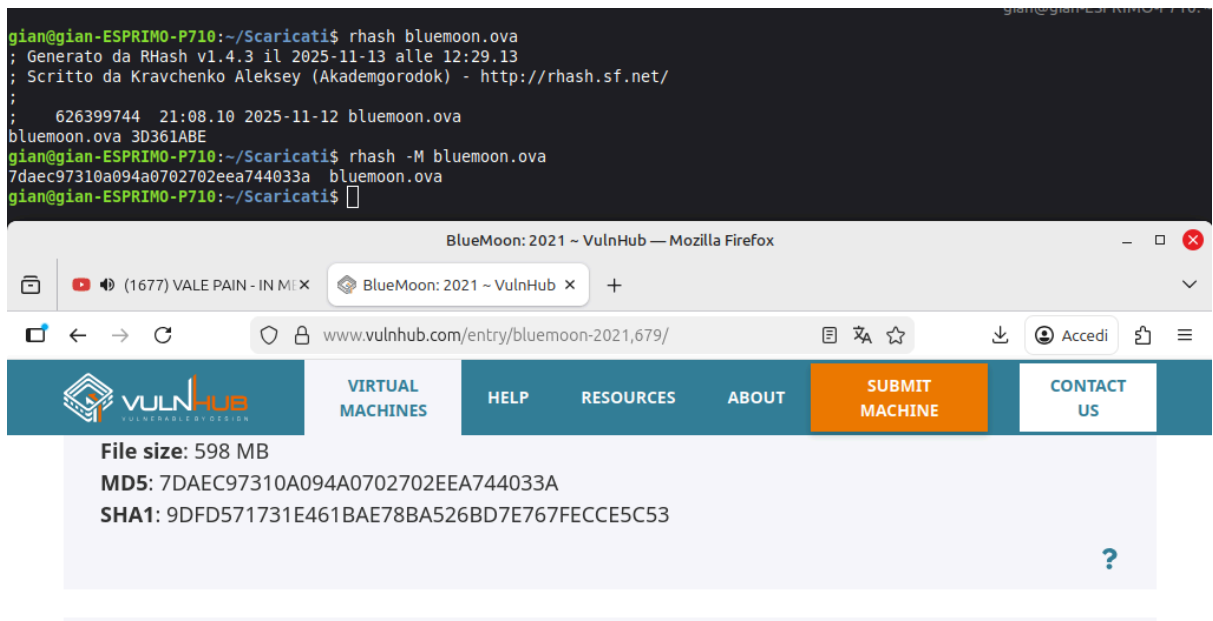 gian@gian-ESPRIMO-P710:~/Scaricati$ rhash bluemoon.ova
; Generato da RHash v1.4.3 il 2025-11-13 alle 12:29.13
; Scritto da Kravchenko Aleksey (Akademgorodok) - http://rhash.sf.net/
;
;     626399744  21:08.10 2025-11-12 bluemoon.ova
bluemoon.ova 3D361ABE
gian@gian-ESPRIMO-P710:~/Scaricati$ rhash -M bluemoon.ova
7daec97310a094a0702702eea744033a  bluemoon.ova
gian@gian-ESPRIMO-P710:~/Scaricati$
BlueMoon: 2021 ~ VulnHub — Mozilla Firefox
(1677) VALE PAIN - IN ME
BlueMoon: 2021 ~ VulnHub
www.vulnhub.com/entry/bluemoon-2021,679/
Accedi
VULNHUB
VULNERABLE BY DESIGN
VIRTUAL
MACHINES
HELP
RESOURCES
ABOUT
SUBMIT
MACHINE
CONTACT
US
File size: 598 MB
MD5: 7DAEC97310A094A0702702EEA744033A
SHA1: 9DFD571731E461BAE78BA526BD7E767FECCE5C53
?